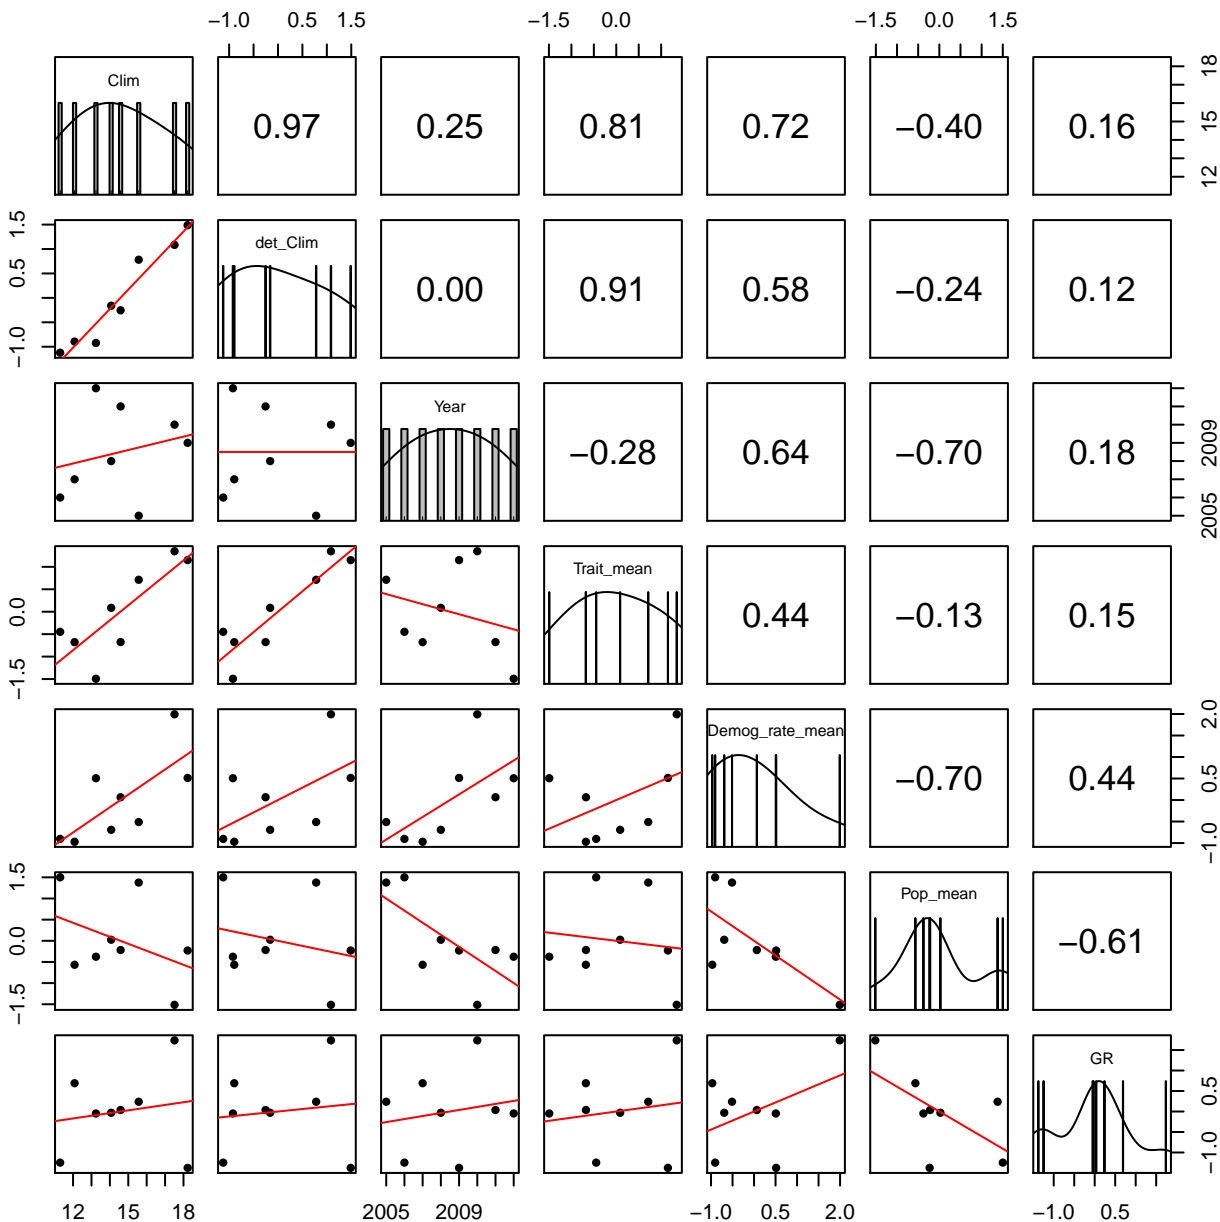 −1.0 0.5 1.5 −1.5 0.0 −1.5 0.0 1.5
Clim 0.97 0.25 0.81 0.72 −0.40 0.16 12 15 18
−1.0 0.5 1.5 det_Clim 0.00 0.91 0.58 −0.24 0.12
Year −0.28 0.64 −0.70 0.18 2005 2009
−1.5 0.0 Trait_mean 0.44 −0.13 0.15
Demog_rate_mean −0.70 0.44 −1.0 0.5 2.0
−1.5 0.0 1.5 Pop_mean −0.61
GR −1.0 0.5
12 15 18 2005 2009 −1.0 0.5 2.0 −1.0 0.5